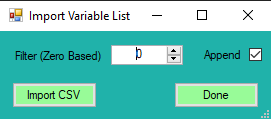 Import Variable List
Filter (Zero Based) 0 Append
Import CSV Done